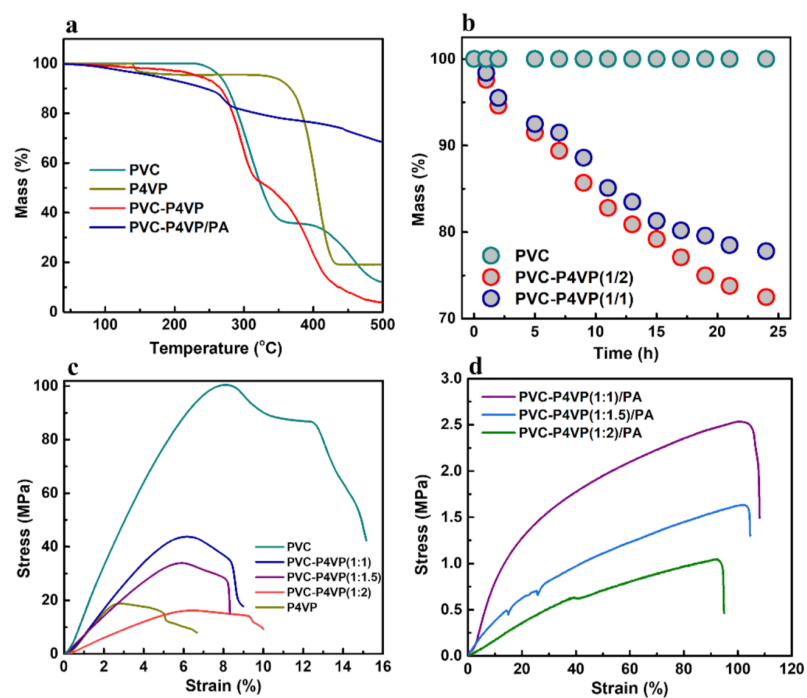 a
100
80
60
40
20
0
Mass (%)
PVC
P4VP
PVC-P4VP
PVC-P4VP/PA
100 200 300 400 500
Temperature (°C)
b
100
90
80
70
Mass (%)
PVC
PVC-P4VP(1/2)
PVC-P4VP(1/1)
0 5 10 15 20 25
Time (h)
c
100
80
60
40
20
0
Stress (MPa)
PVC
PVC-P4VP(1:1)
PVC-P4VP(1:1.5)
PVC-P4VP(1:2)
P4VP
0 2 4 6 8 10 12 14 16
Strain (%)
d
3.0
2.5
2.0
1.5
1.0
0.5
0.0
Stress (MPa)
PVC-P4VP(1:1)/PA
PVC-P4VP(1:1.5)/PA
PVC-P4VP(1:2)/PA
0 20 40 60 80 100 120
Strain (%)